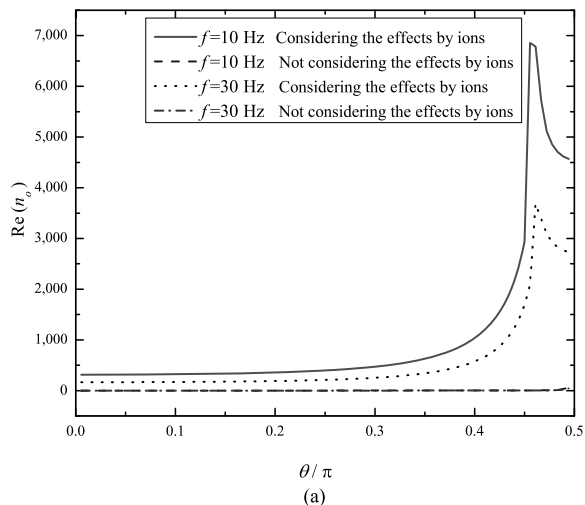 7,000
6,000
5,000
4,000
3,000
2,000
1,000
0
Re (n_o)
f=10 Hz Considering the effects by ions
f=10 Hz Not considering the effects by ions
f=30 Hz Considering the effects by ions
f=30 Hz Not considering the effects by ions
0.0 0.1 0.2 0.3 0.4 0.5
θ / π
(a)